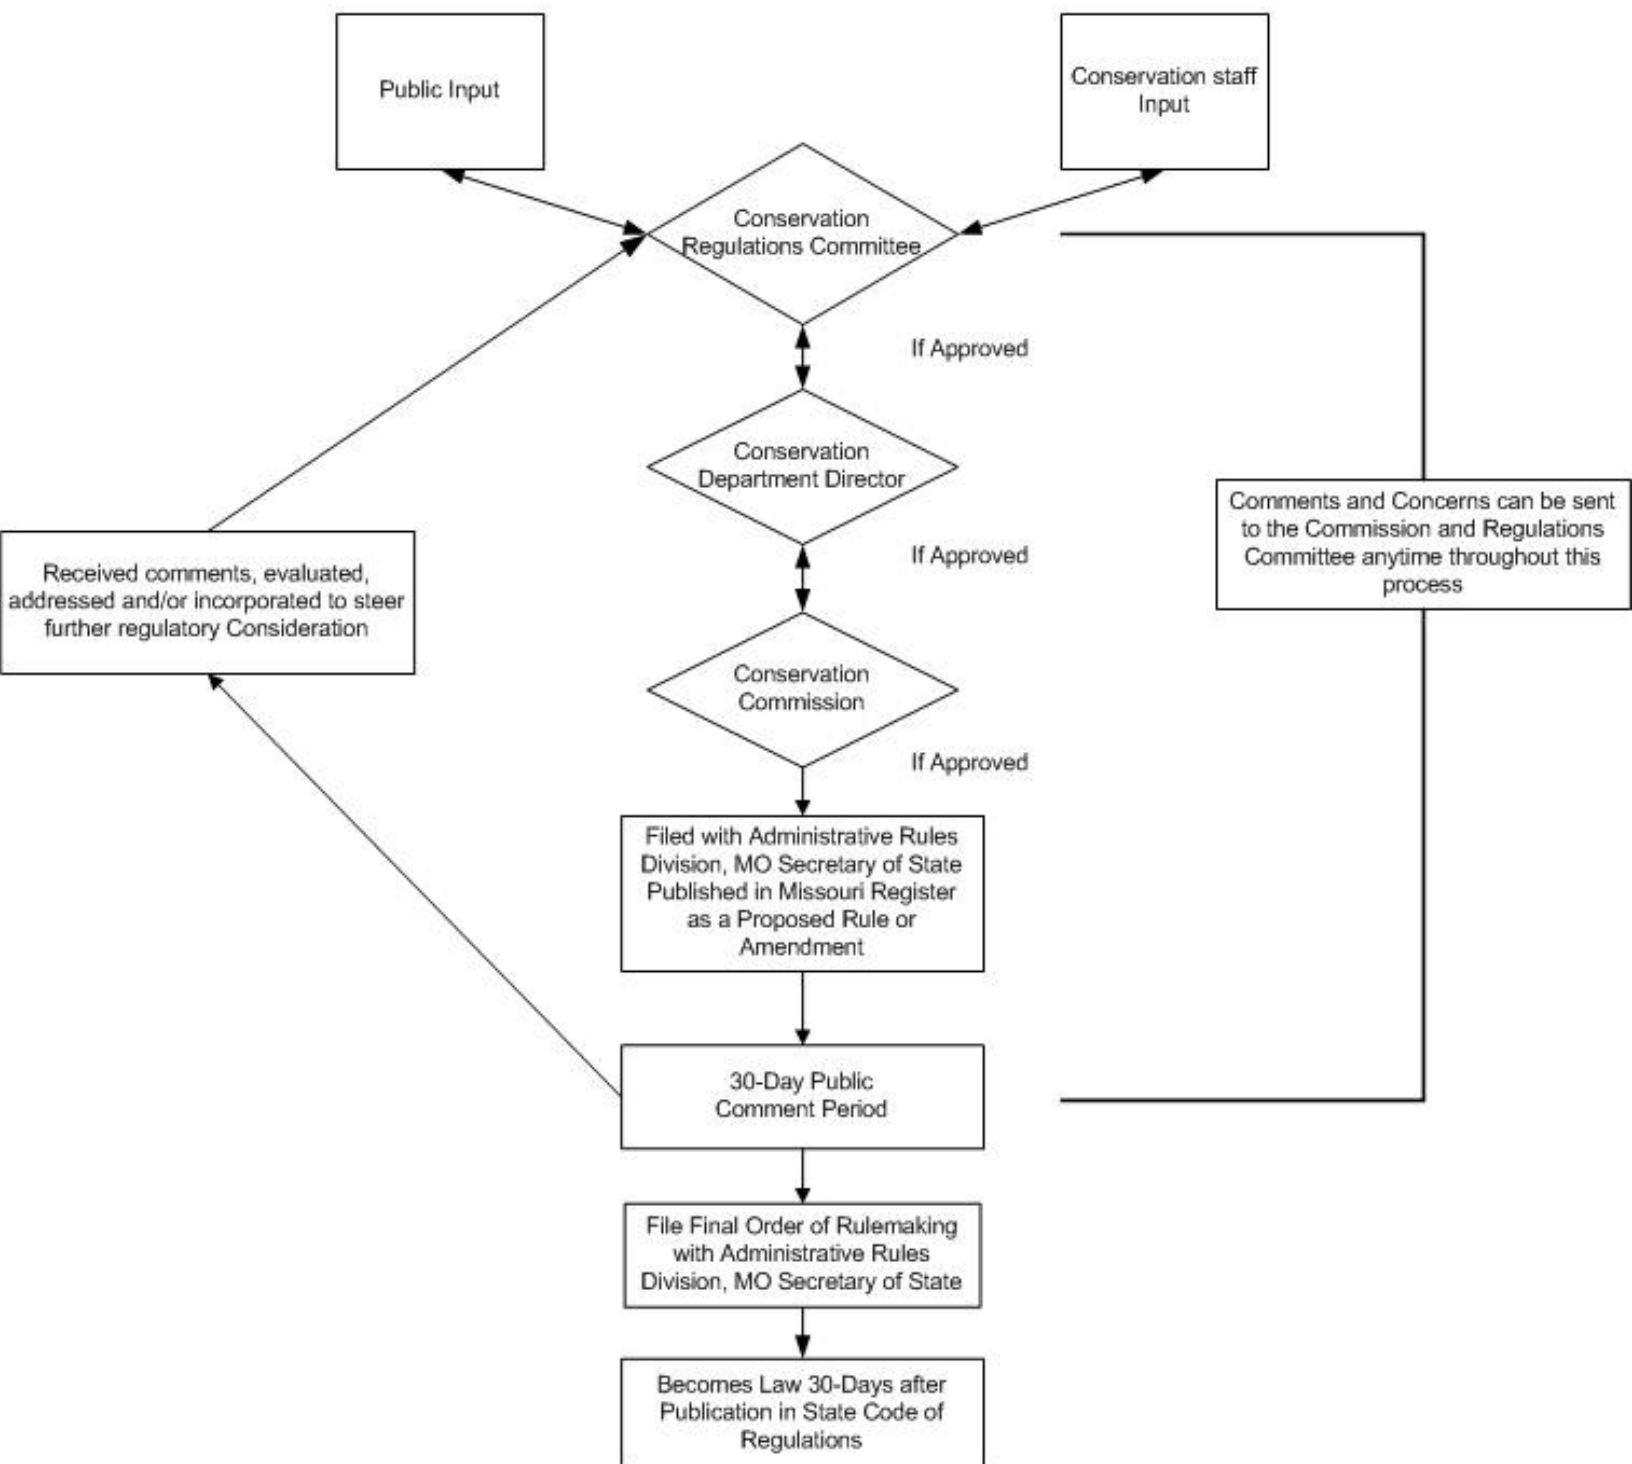 Public Input
Conservation staff
Input
Conservation
Regulations Committee
If Approved
Conservation
Department Director
If Approved
Comments and Concerns can be sent
to the Commission and Regulations
Committee anytime throughout this
process
Received comments, evaluated,
addressed and/or incorporated to steer
further regulatory Consideration
Conservation
Commission
If Approved
Filed with Administrative Rules
Division, MO Secretary of State
Published in Missouri Register
as a Proposed Rule or
Amendment
30-Day Public
Comment Period
File Final Order of Rulemaking
with Administrative Rules
Division, MO Secretary of State
Becomes Law 30-Days after
Publication in State Code of
Regulations